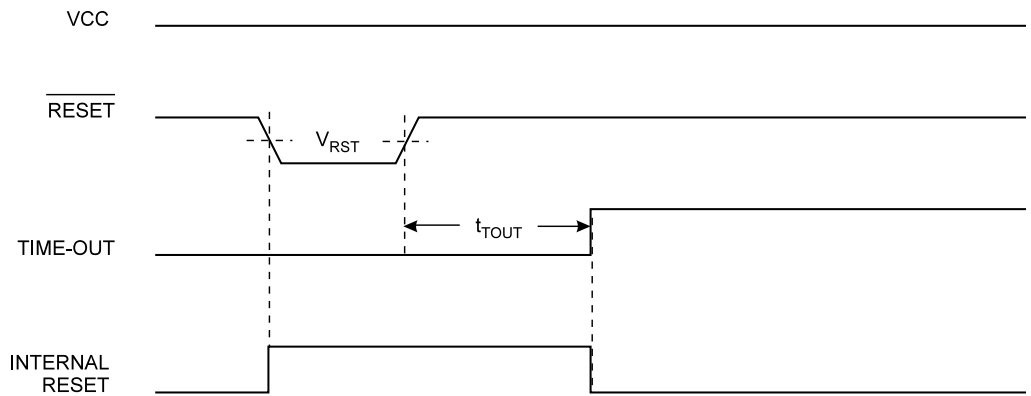 VCC
RESET
VRST
tTOUT
TIME-OUT
INTERNAL
RESET